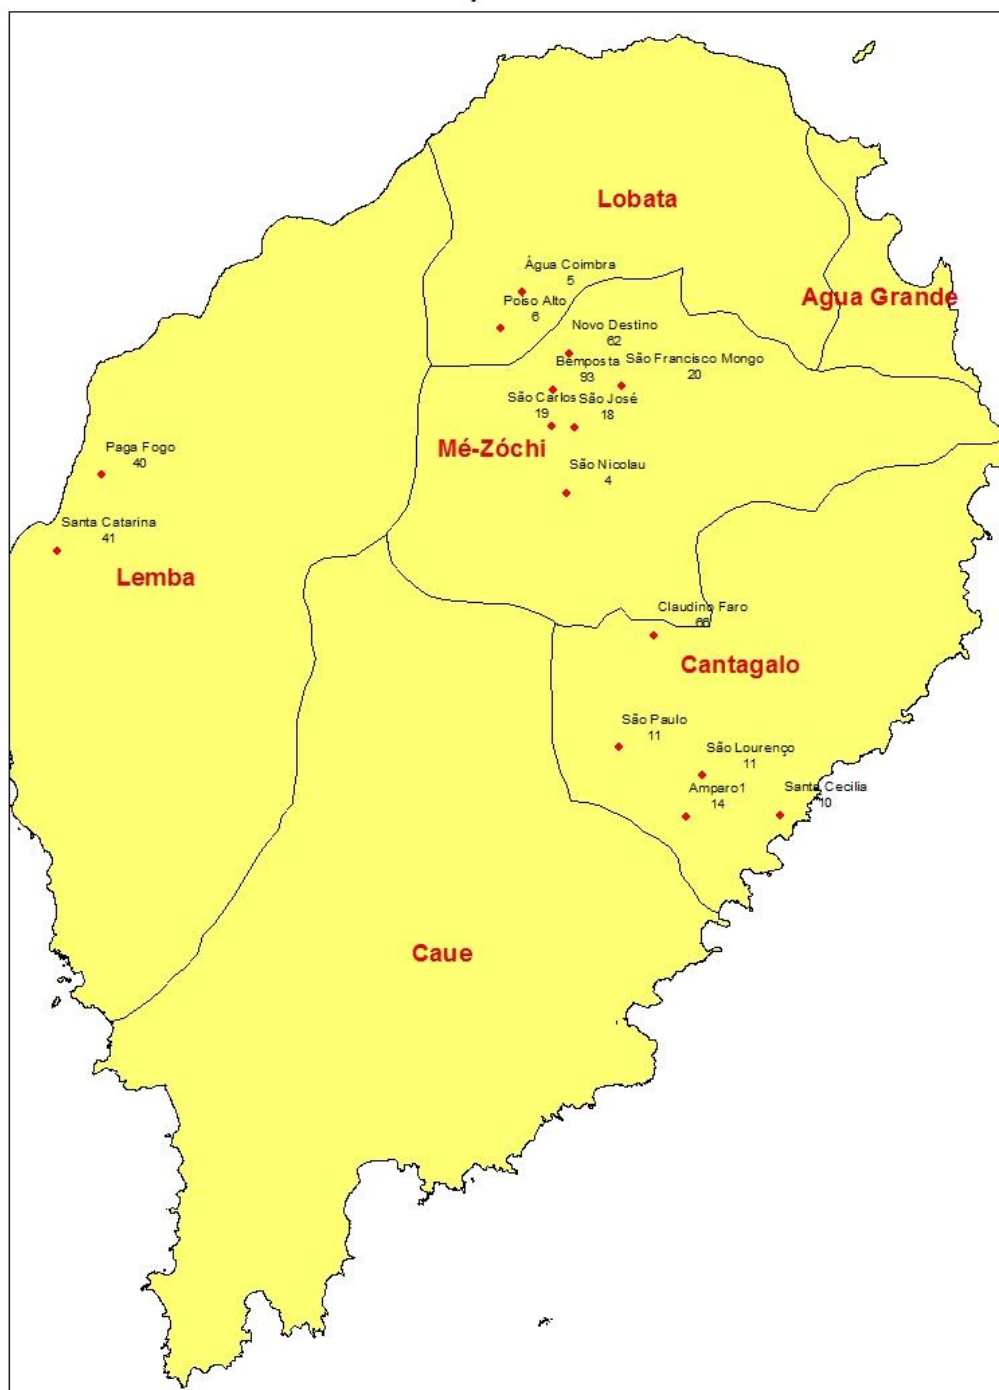 Lobata
Água Coimbra
5
Agua Grande
Poiso Alto
6
Novo Destino
62
Bemposta
93
São Francisco Mongo
20
São Carlos
19
São José
18
Mé-Zóchi
Paga Fogo
40
São Nicolau
4
Santa Catarina
41
Lemba
Claudino Faro
66
Cantagalo
São Paulo
11
São Lourenço
11
Amparo1
14
Santa Cecilia
10
Caue